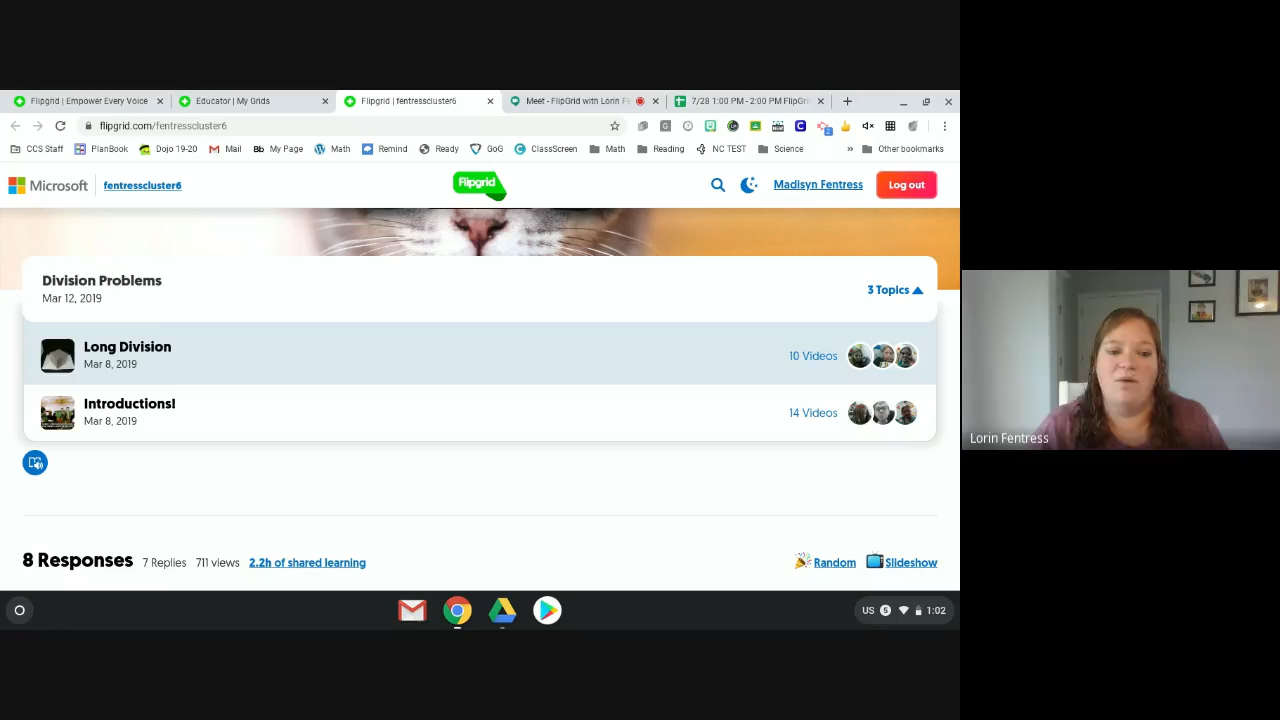 Flipgrid | Empower Every Voice
Educator | My Grids
Flipgrid | fentresscluster6
Meet - FlipGrid with Lorin Fe
7/28 1:00 PM - 2:00 PM FlipGri
flipgrid.com/fentresscluster6
CCS Staff
PlanBook
Dojo 19-20
Mail
Bb My Page
Math
Remind
Ready
GoG
ClassScreen
Math
Reading
NC TEST
Science
» Other bookmarks
Microsoft
fentresscluster6
Flipgrid
Madisyn Fentress
Log out
Division Problems
Mar 12, 2019
3 Topics
Long Division
Mar 8, 2019
10 Videos
Introductions!
Mar 8, 2019
14 Videos
8 Responses 7 Replies 711 views 2.2h of shared learning
Random
Slideshow
US 5 1:02
Lorin Fentress